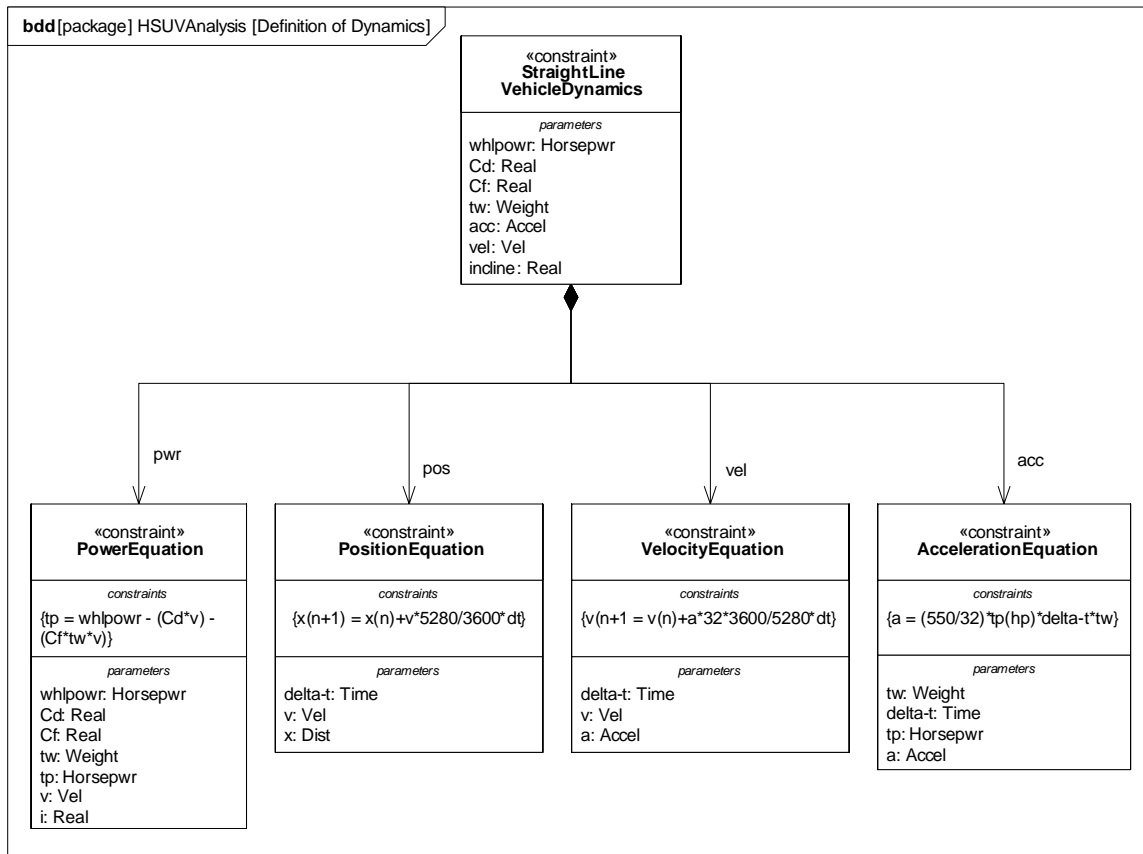 bdd[package] HSUVAnalysis [Definition of Dynamics]
«constraint»
StraightLine
VehicleDynamics
parameters
whlpowr: Horsepwr
Cd: Real
Cf: Real
tw: Weight
acc: Accel
vel: Vel
incline: Real
pwr
pos
vel
acc
«constraint»
PowerEquation
constraints
{tp = whlpowr - (Cd*v) -
(Cf*tw*v)}
parameters
whlpowr: Horsepwr
Cd: Real
Cf: Real
tw: Weight
tp: Horsepwr
v: Vel
i: Real
«constraint»
PositionEquation
constraints
{x(n+1) = x(n)+v*5280/3600*dt}
parameters
delta-t: Time
v: Vel
x: Dist
«constraint»
VelocityEquation
constraints
{v(n+1 = v(n)+a*32*3600/5280*dt}
parameters
delta-t: Time
v: Vel
a: Accel
«constraint»
AccelerationEquation
constraints
{a = (550/32)*tp(hp)*delta-t*tw}
parameters
tw: Weight
delta-t: Time
tp: Horsepwr
a: Accel